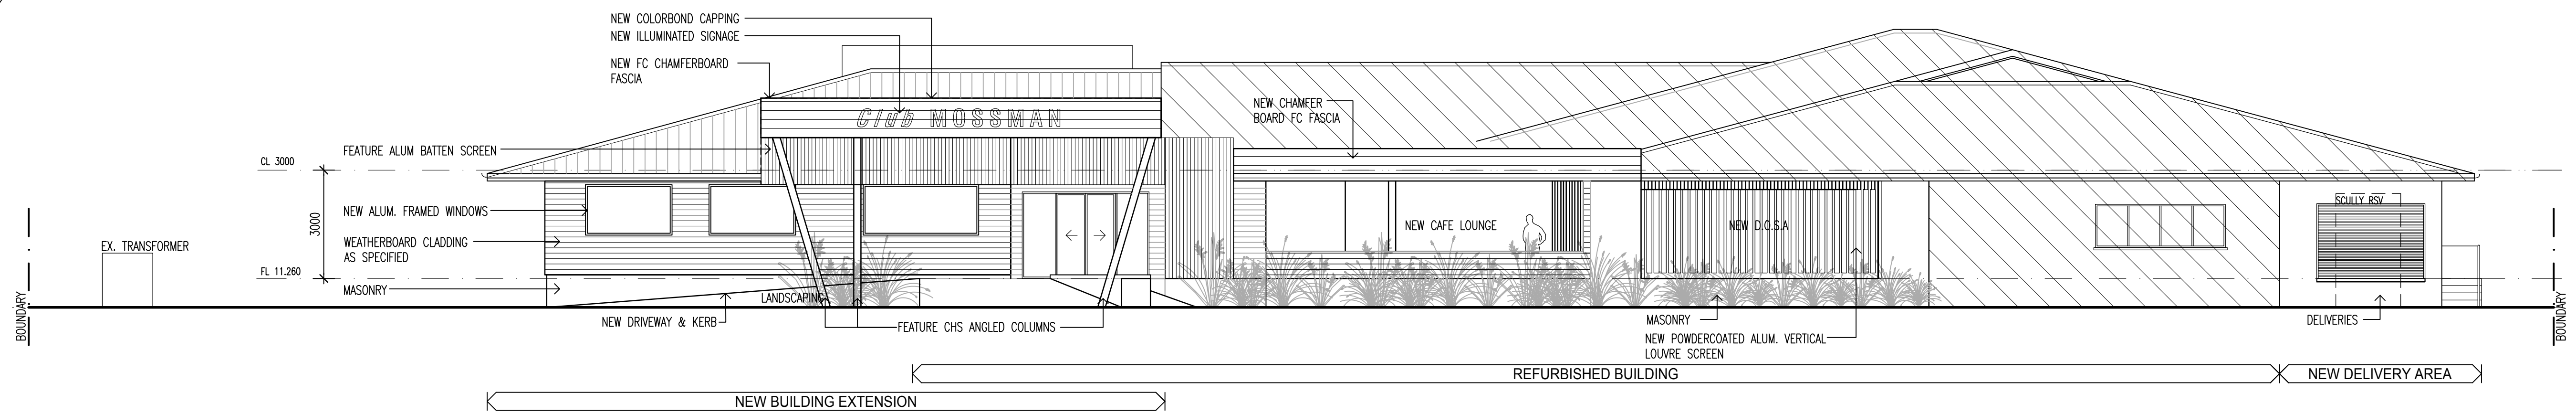 NEW COLORBOND CAPPING
NEW ILLUMINATED SIGNAGE
NEW FC CHAMFERBOARD
FASCIA
Club MOSSMAN
NEW CHAMFER
BOARD FC FASCIA
FEATURE ALUM BATTEN SCREEN
CL 3000
3000
NEW ALUM. FRAMED WINDOWS
WEATHERBOARD CLADDING
AS SPECIFIED
EX. TRANSFORMER
FL 11.260
MASONRY
LANDSCAPING
NEW DRIVEWAY & KERB
FEATURE CHS ANGLED COLUMNS
NEW CAFE LOUNGE
NEW D.O.S.A
SCULLY RSV
MASONRY
NEW POWDERCOATED ALUM. VERTICAL
LOUVRE SCREEN
DELIVERIES
BOUNDARY
BOUNDARY
REFURBISHED BUILDING
NEW DELIVERY AREA
NEW BUILDING EXTENSION